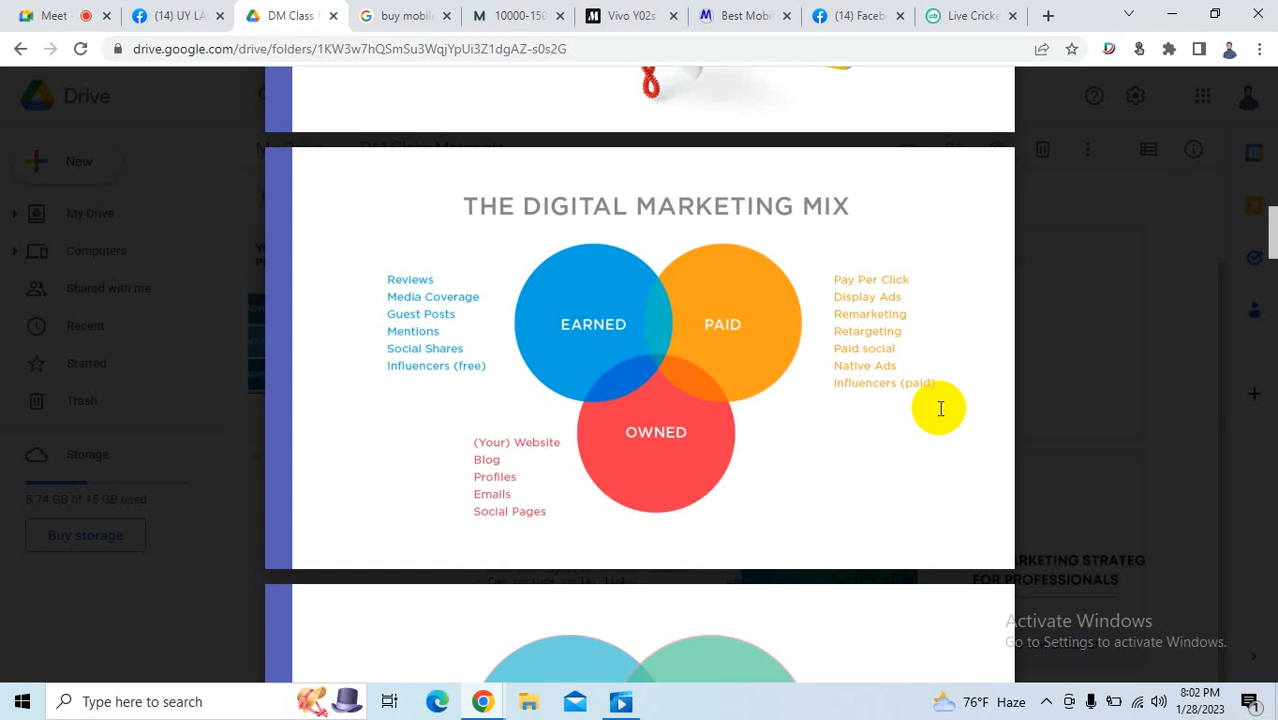 Meet -
(14) UY LA
DM Class
buy mobil
10000-150
Vivo Y02s
Best Mobi
(14) Faceb
Live Cricke
drive.google.com/drive/folders/1KW3w7hQSmSu3WqjYpUi3Z1dgAZ-s0s2G
Drive
New
My Drive
Computers
Shared with me
Recent
Starred
Trash
Storage
5.74 GB of 15 GB used
Buy storage
THE DIGITAL MARKETING MIX
Reviews
Media Coverage
Guest Posts
Mentions
Social Shares
Influencers (free)
EARNED
PAID
Pay Per Click
Display Ads
Remarketing
Retargeting
Paid social
Native Ads
Influencers (paid)
OWNED
(Your) Website
Blog
Profiles
Emails
Social Pages
ARKETING STRATEG
FOR PROFESSIONALS
Activate Windows
Go to Settings to activate Windows.
Type here to search
76°F Haze
8:02 PM
1/28/2023